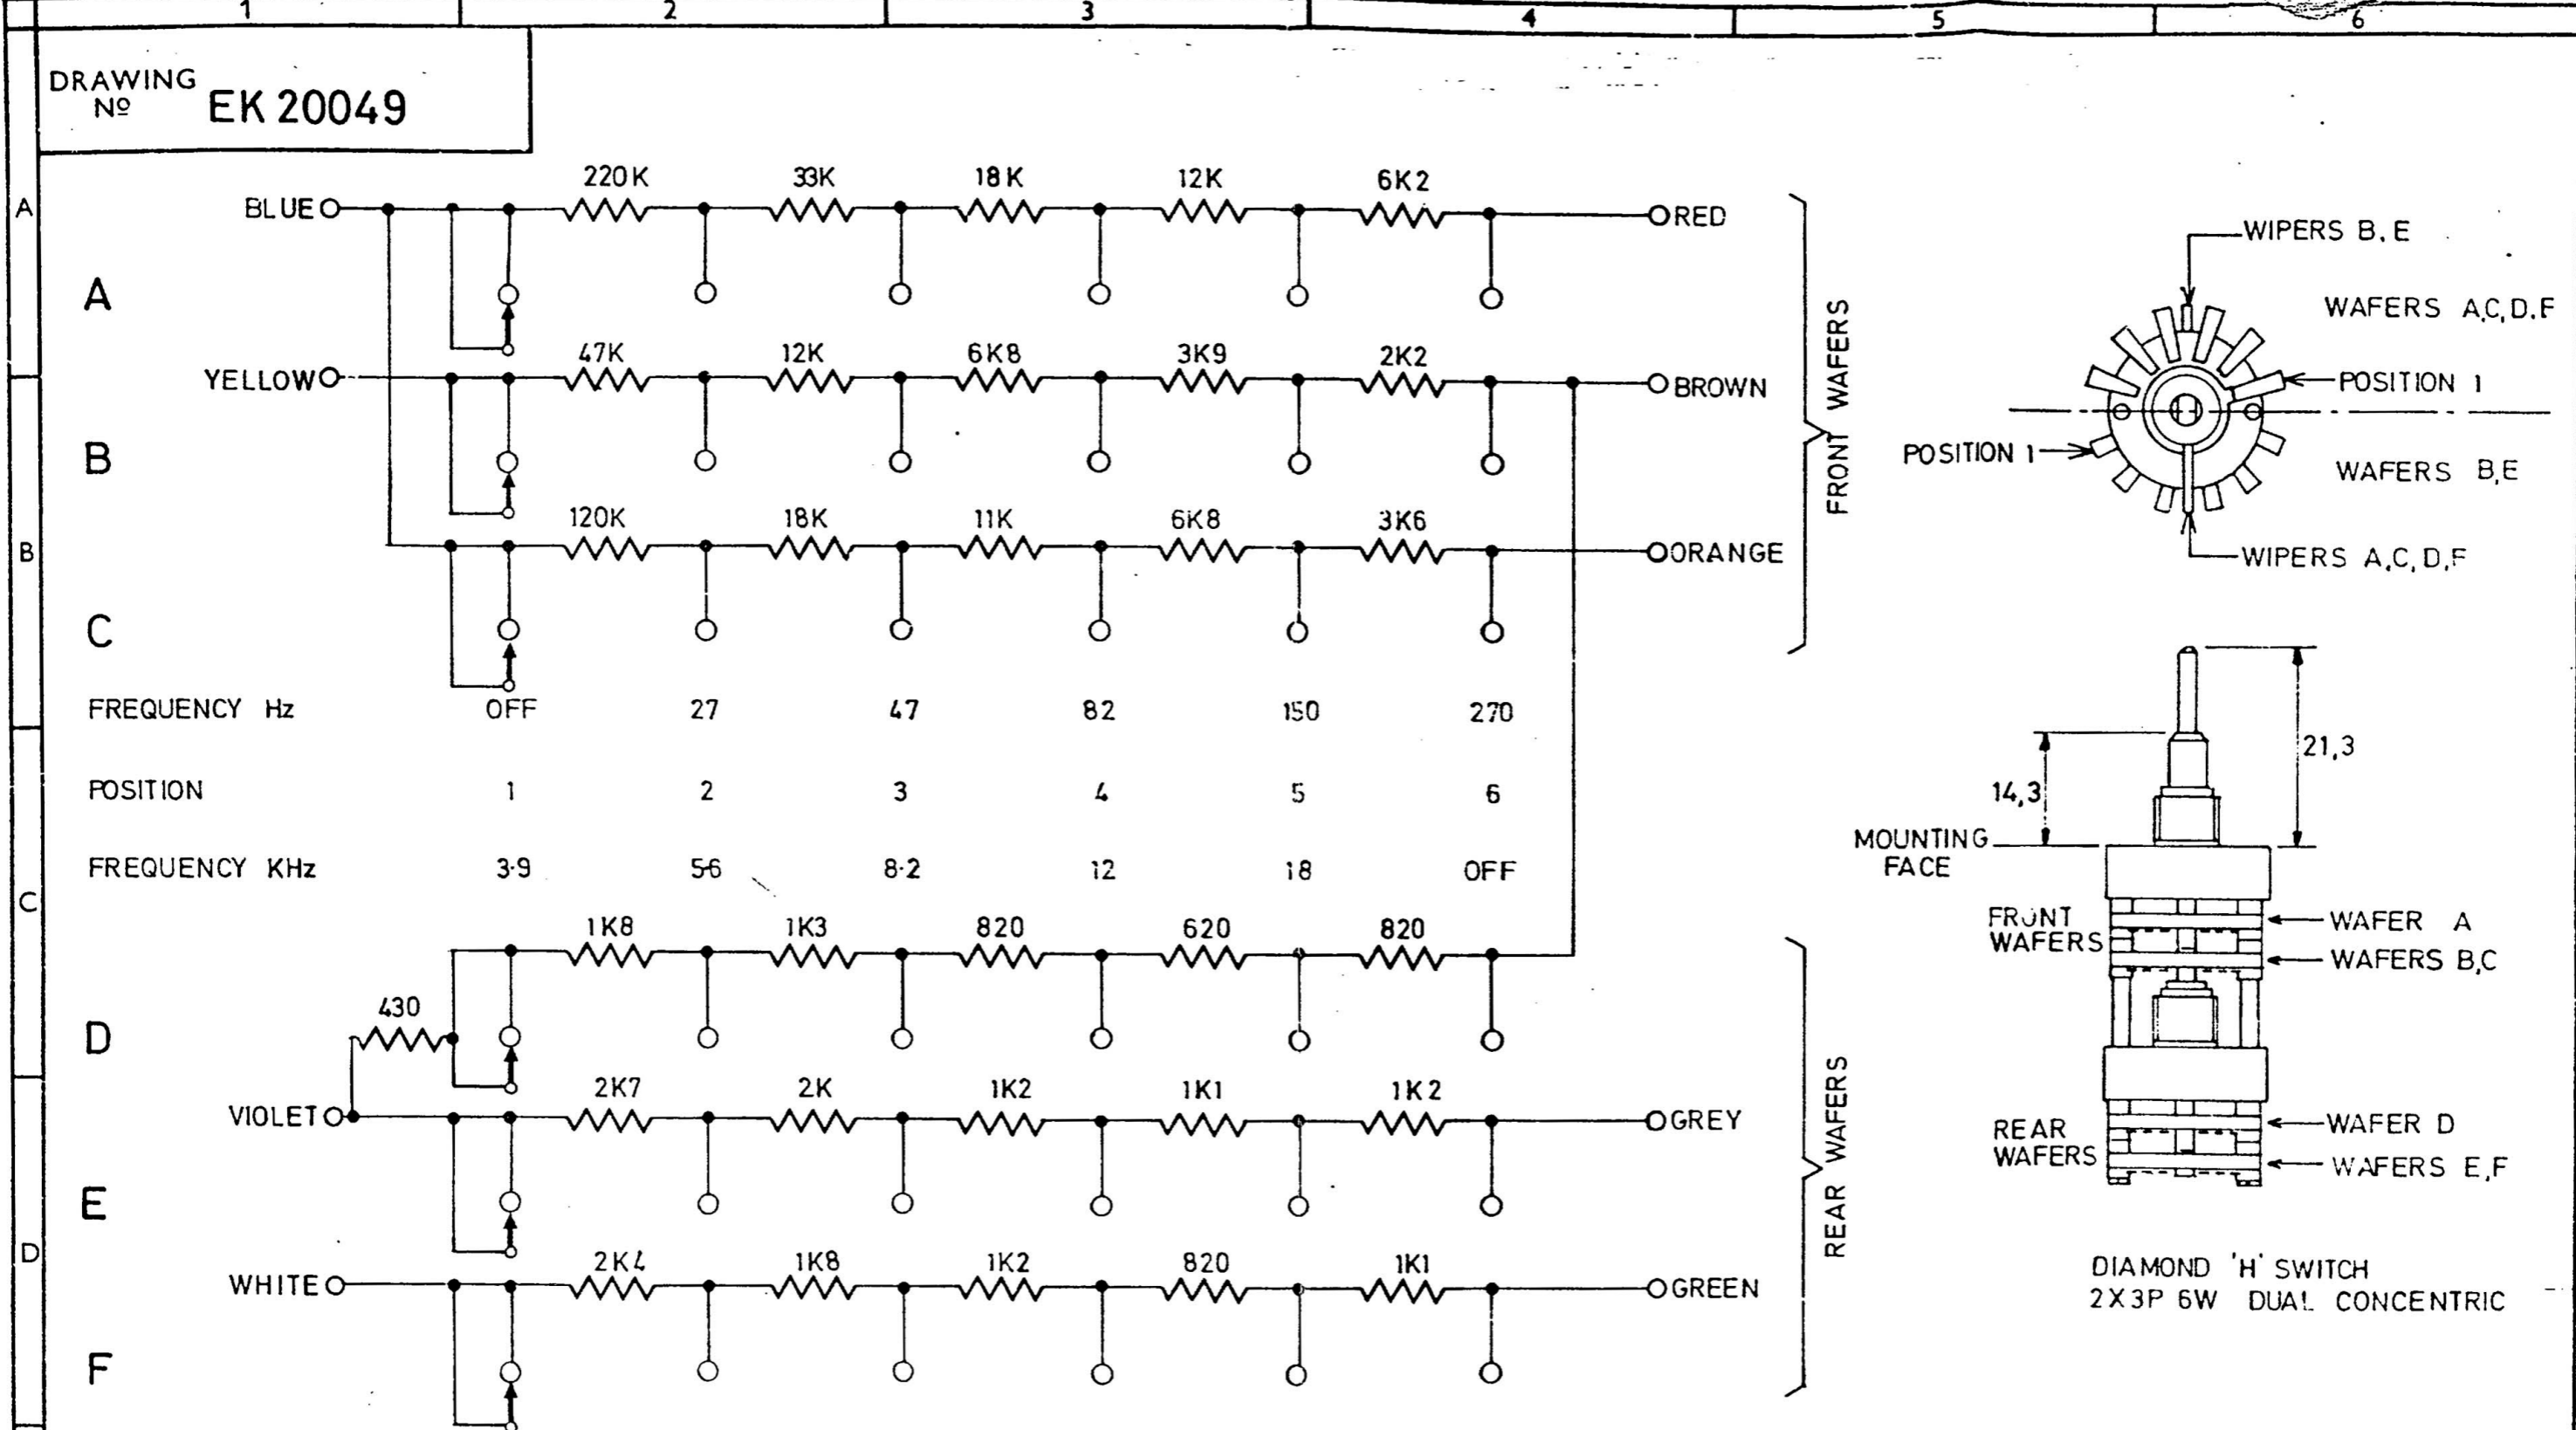 1 2 3 4 5 6
DRAWING
Nº EK 20049
A
220K 33K 18K 12K 6K2
BLUE RED
A
47K 12K 6K8 3K9 2K2
YELLOW BROWN
B
120K 18K 11K 6K8 3K6
B
ORANGE
C
FRONT WAFERS
FREQUENCY Hz OFF 27 47 82 150 270
POSITION 1 2 3 4 5 6
FREQUENCY KHz 3·9 5·6 8·2 12 18 OFF
C
1K8 1K3 820 620 820
430
D
2K7 2K 1K2 1K1 1K2
VIOLET GREY
E
D
2K4 1K8 1K2 820 1K1
WHITE GREEN
F
REAR WAFERS
WIPERS B, E
WAFERS A,C,D.F
POSITION 1
POSITION 1
WAFERS B,E
WIPERS A,C,D,F
21,3
14,3
MOUNTING
FACE
FRONT
WAFERS
WAFER A
WAFERS B,C
REAR
WAFERS
WAFER D
WAFERS E,F
DIAMOND 'H' SWITCH
2X3P 6W DUAL CONCENTRIC